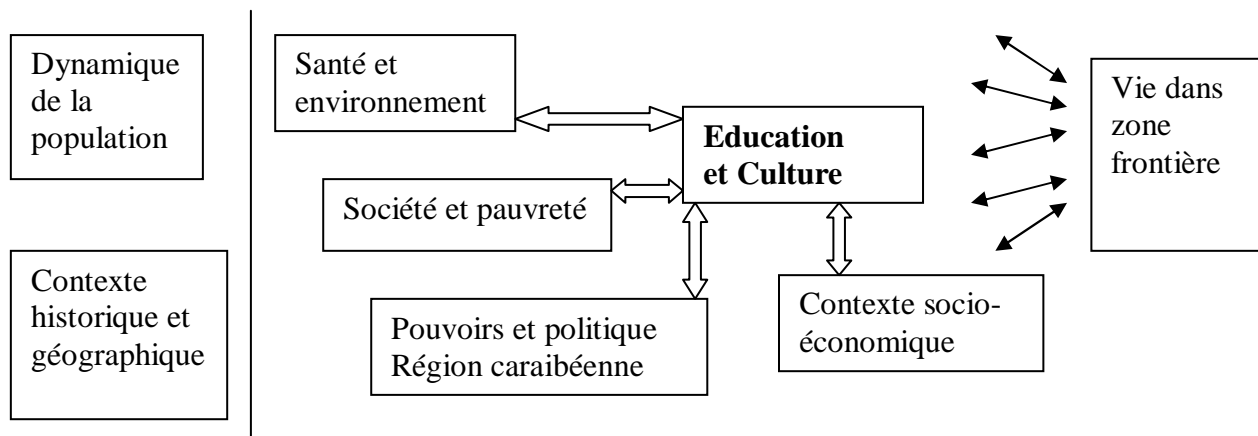 Dynamique
de la
population
Contexte
historique et
géographique
Santé et
environnement
Education
et Culture
Société et pauvreté
Pouvoirs et politique
Région caraibéenne
Contexte socio-
économique
Vie dans
zone
frontière